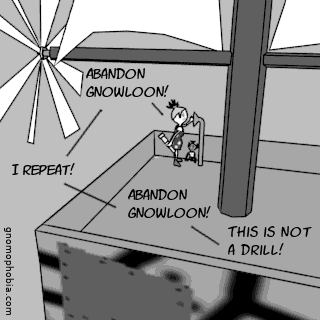 ABANDON
GNOWLOON!
I REPEAT!
ABANDON
GNOWLOON!
THIS IS NOT
A DRILL!
gnomophobia.com